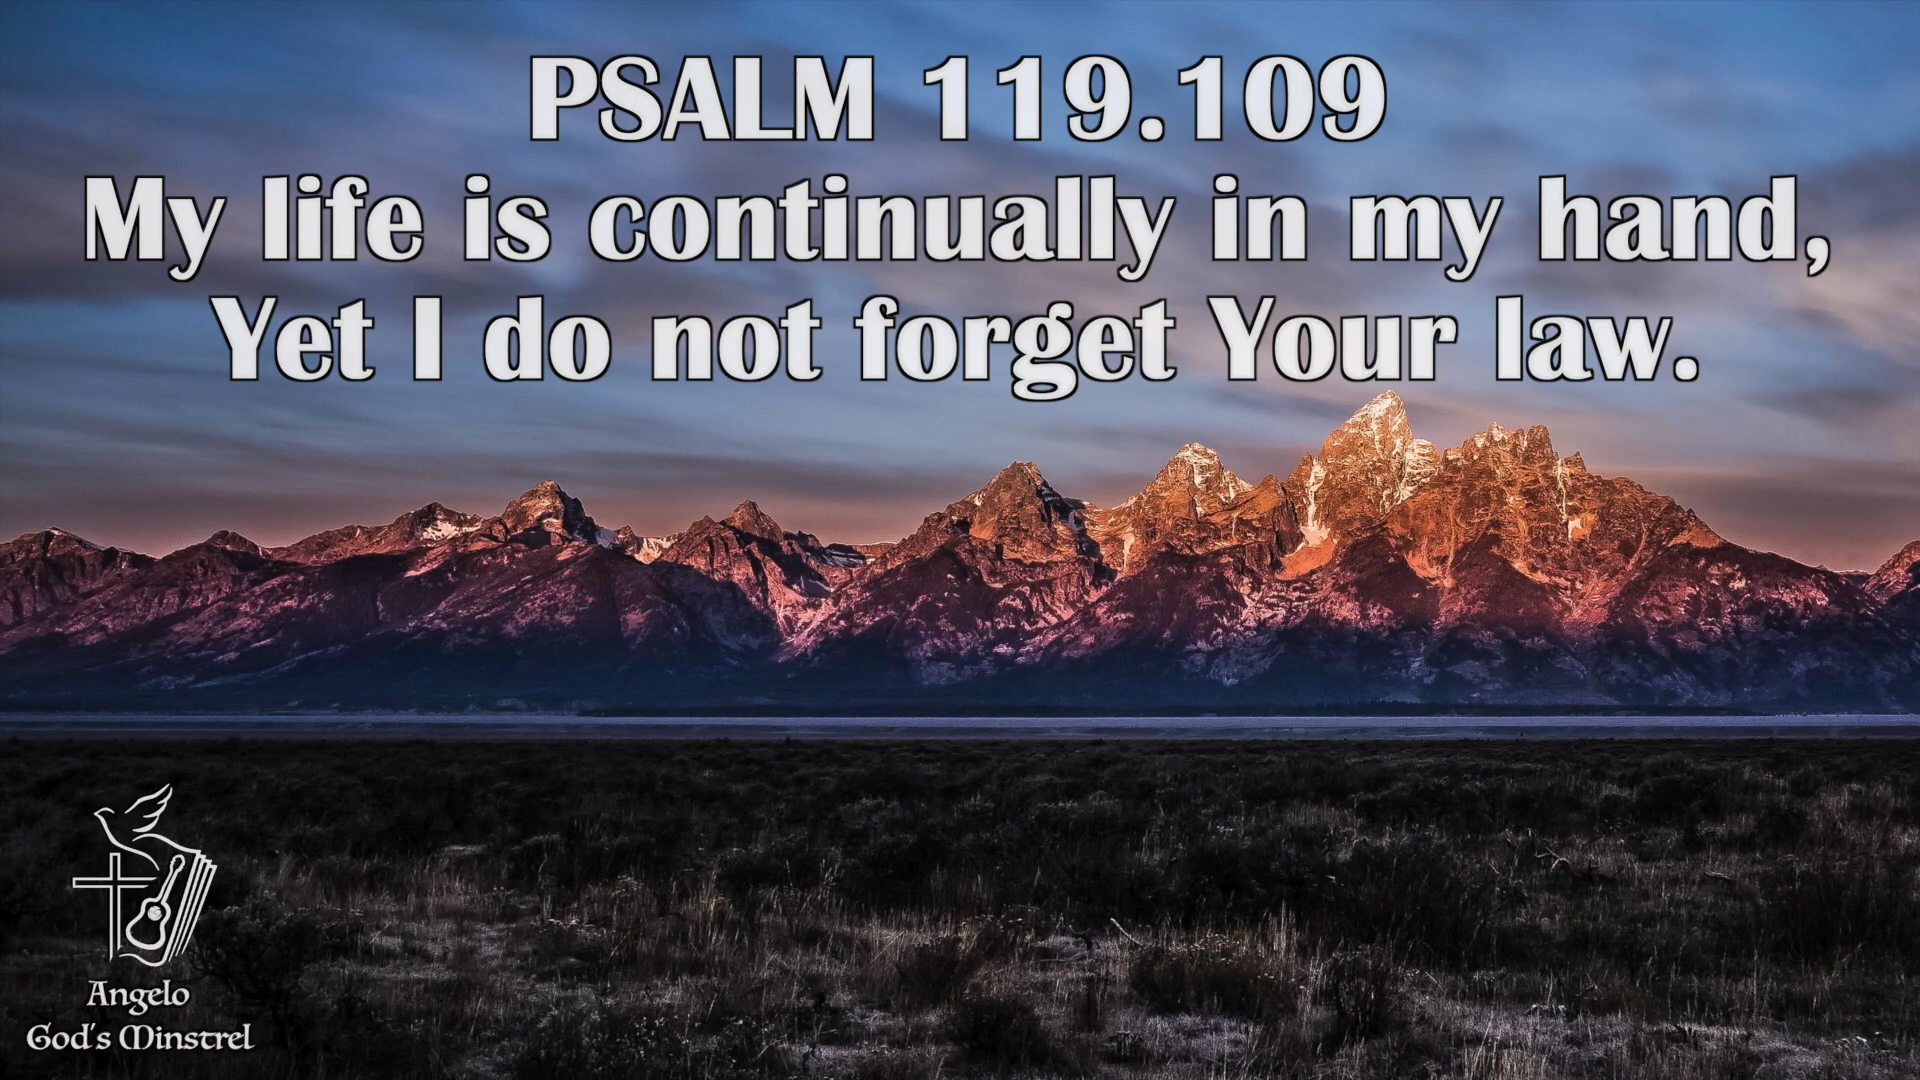 PSALM 119.109
My life is continually in my hand,
Yet I do not forget Your law.
Angelo
God's Minstrel